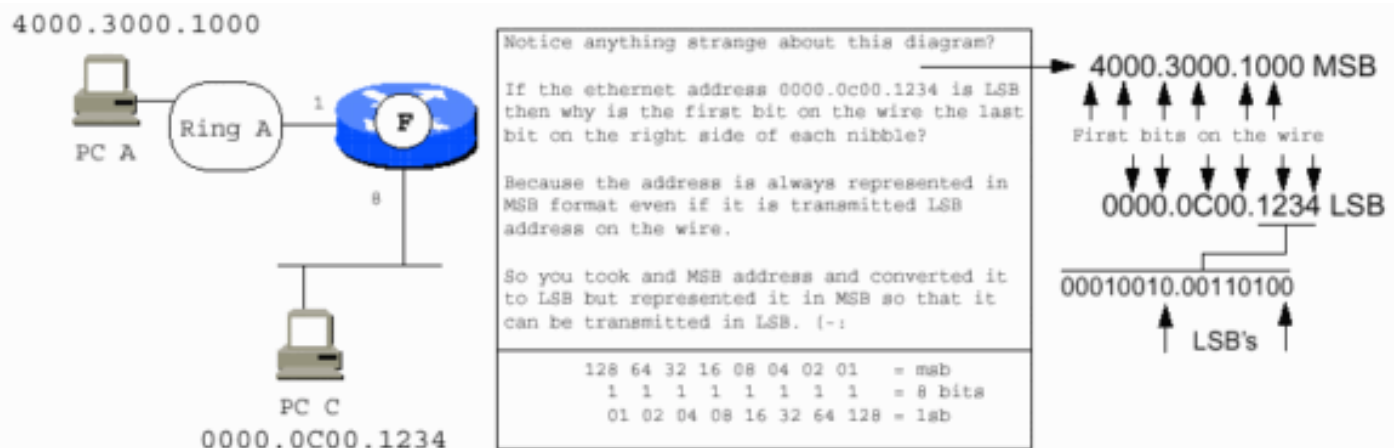 4000.3000.1000
PC A
Ring A
1
F
8
PC C
0000.0C00.1234
Notice anything strange about this diagram?
If the ethernet address 0000.0c00.1234 is LSB
then why is the first bit on the wire the last
bit on the right side of each nibble?
Because the address is always represented in
MSB format even if it is transmitted LSB
address on the wire.
So you took and MSB address and converted it
to LSB but represented it in MSB so that it
can be transmitted in LSB. (-:
128 64 32 16 08 04 02 01 = msb
1 1 1 1 1 1 1 1 = 8 bits
01 02 04 08 16 32 64 128 = lsb
4000.3000.1000 MSB
First bits on the wire
0000.0C00.1234 LSB
00010010.00110100
LSB's